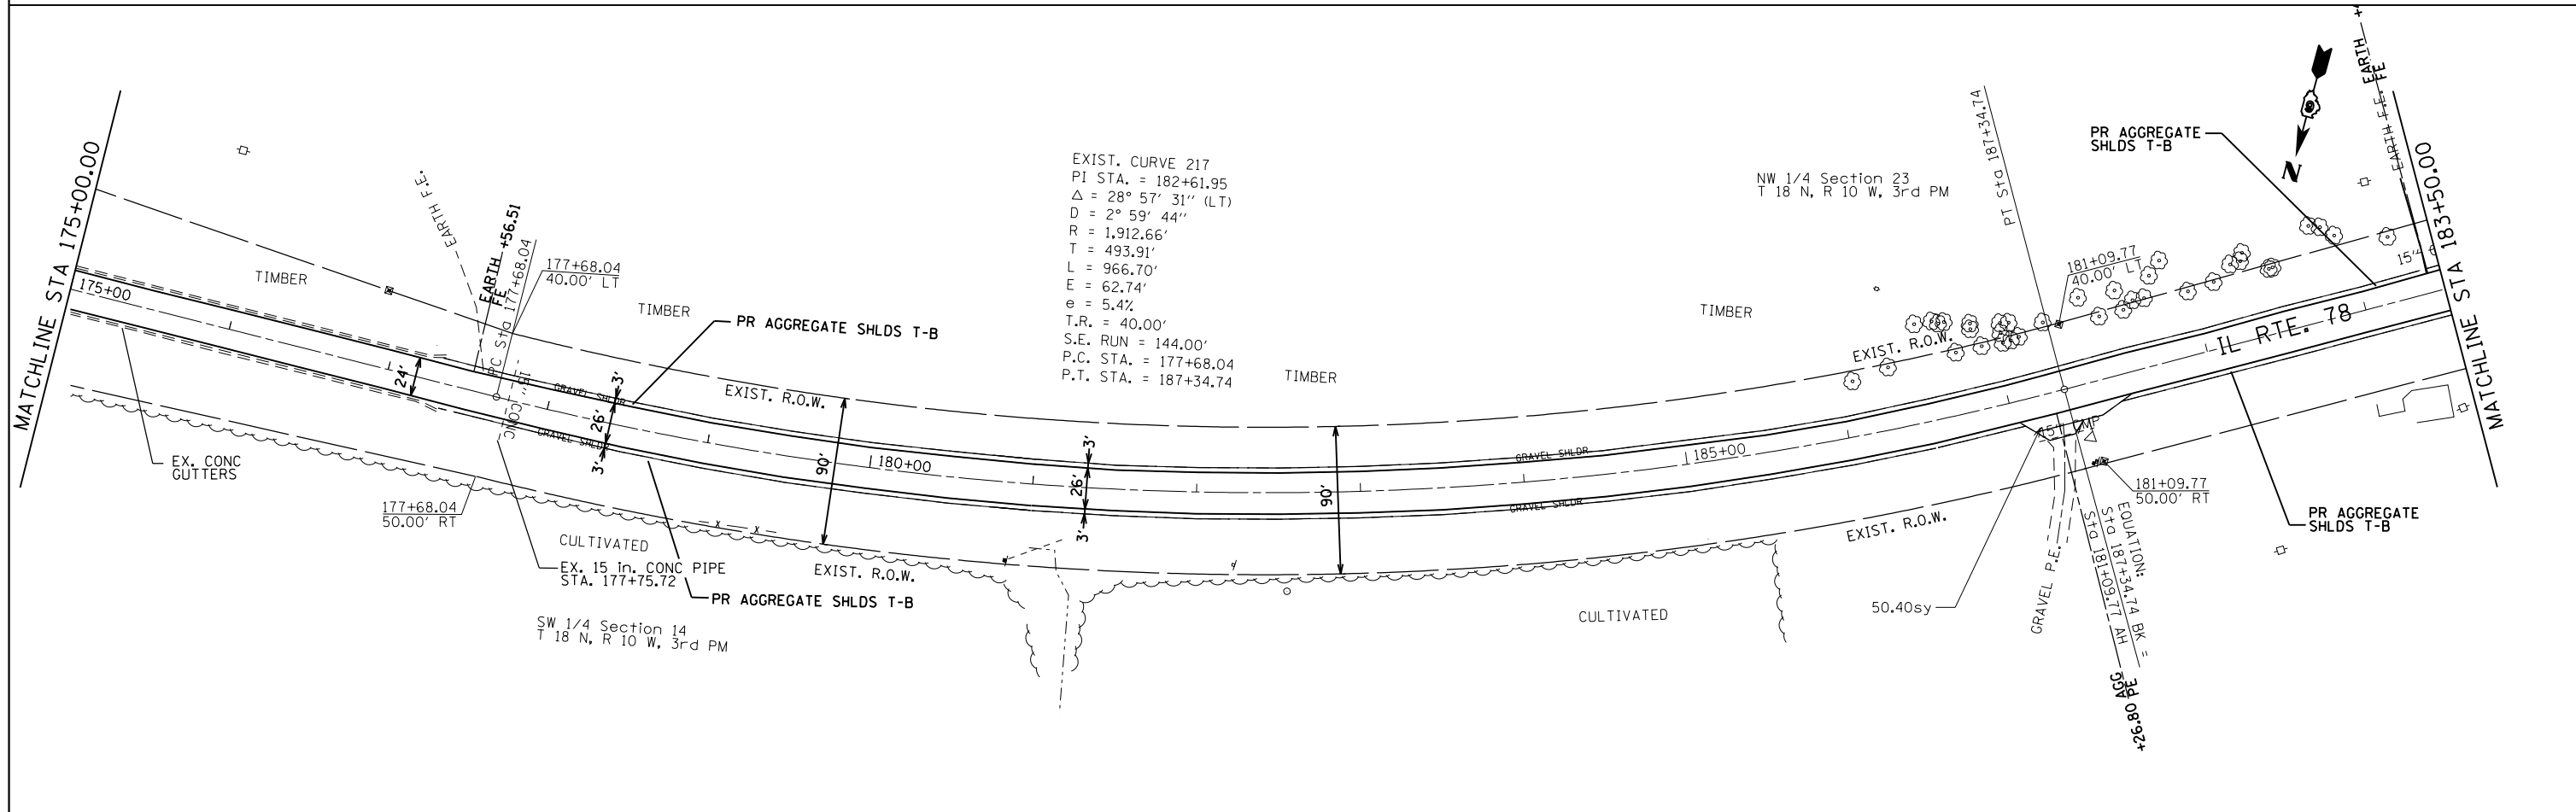 MATCHLINE STA 175+00.00
175+00
TIMBER
EX. CONC
GUTTERS
EARTH F.E.
EARTH +56.51
FE
PC Sta 177+68.04
177+68.04
40.00' LT
24'
15" CONC
177+68.04
50.00' RT
TIMBER
GRAVEL SHLDR
GRAVEL SHLDR
3'
26'
3'
PR AGGREGATE SHLDS T-B
EXIST. R.O.W.
90'
CULTIVATED
EX. 15 in. CONC PIPE
STA. 177+75.72
PR AGGREGATE SHLDS T-B
EXIST. R.O.W.
SW 1/4 Section 14
T 18 N, R 10 W, 3rd PM
180+00
EXIST. CURVE 217
PI STA. = 182+61.95
Δ = 28° 57' 31'' (LT)
D = 2° 59' 44''
R = 1,912.66'
T = 493.91'
L = 966.70'
E = 62.74'
e = 5.4%
T.R. = 40.00'
S.E. RUN = 144.00'
P.C. STA. = 177+68.04
P.T. STA. = 187+34.74
TIMBER
3'
26'
3'
90'
GRAVEL SHLDR
GRAVEL SHLDR
185+00
CULTIVATED
TIMBER
NW 1/4 Section 23
T 18 N, R 10 W, 3rd PM
EXIST. R.O.W.
EXIST. R.O.W.
PT Sta 187+34.74
181+09.77
40.00' LT
50.40sy
GRAVEL P.E.
EQUATION:
Sta 187+34.74 BK =
Sta 181+09.77 AH
AGG
+26.80 PE
181+09.77
50.00' RT
IL RTE. 78
PR AGGREGATE
SHLDS T-B
PR AGGREGATE
SHLDS T-B
N
EARTH F.E.
EARTH
FE
15"
MATCHLINE STA 183+50.00